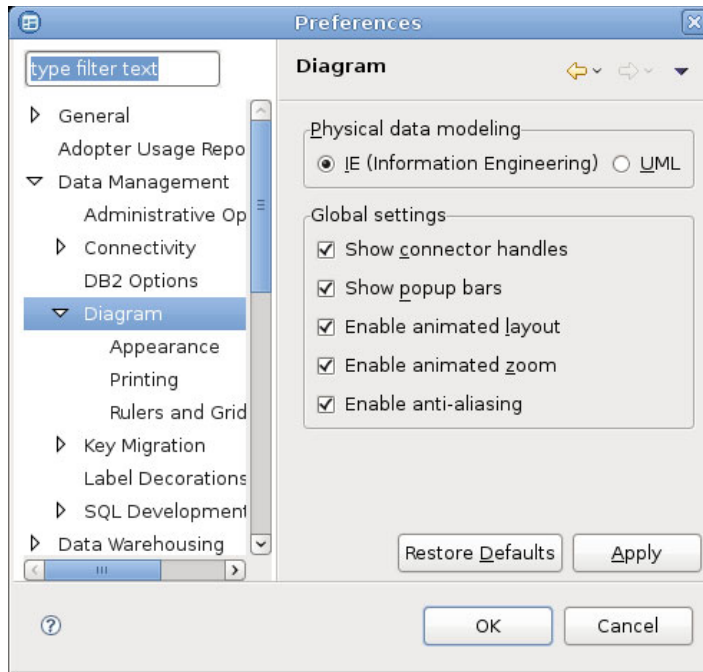 Preferences
type filter text
General
Adopter Usage Repo
Data Management
Administrative Op
Connectivity
DB2 Options
Diagram
Appearance
Printing
Rulers and Grid
Key Migration
Label Decorations
SQL Development
Data Warehousing
Diagram
Physical data modeling
IE (Information Engineering) UML
Global settings
Show connector handles
Show popup bars
Enable animated layout
Enable animated zoom
Enable anti-aliasing
Restore Defaults Apply
OK Cancel